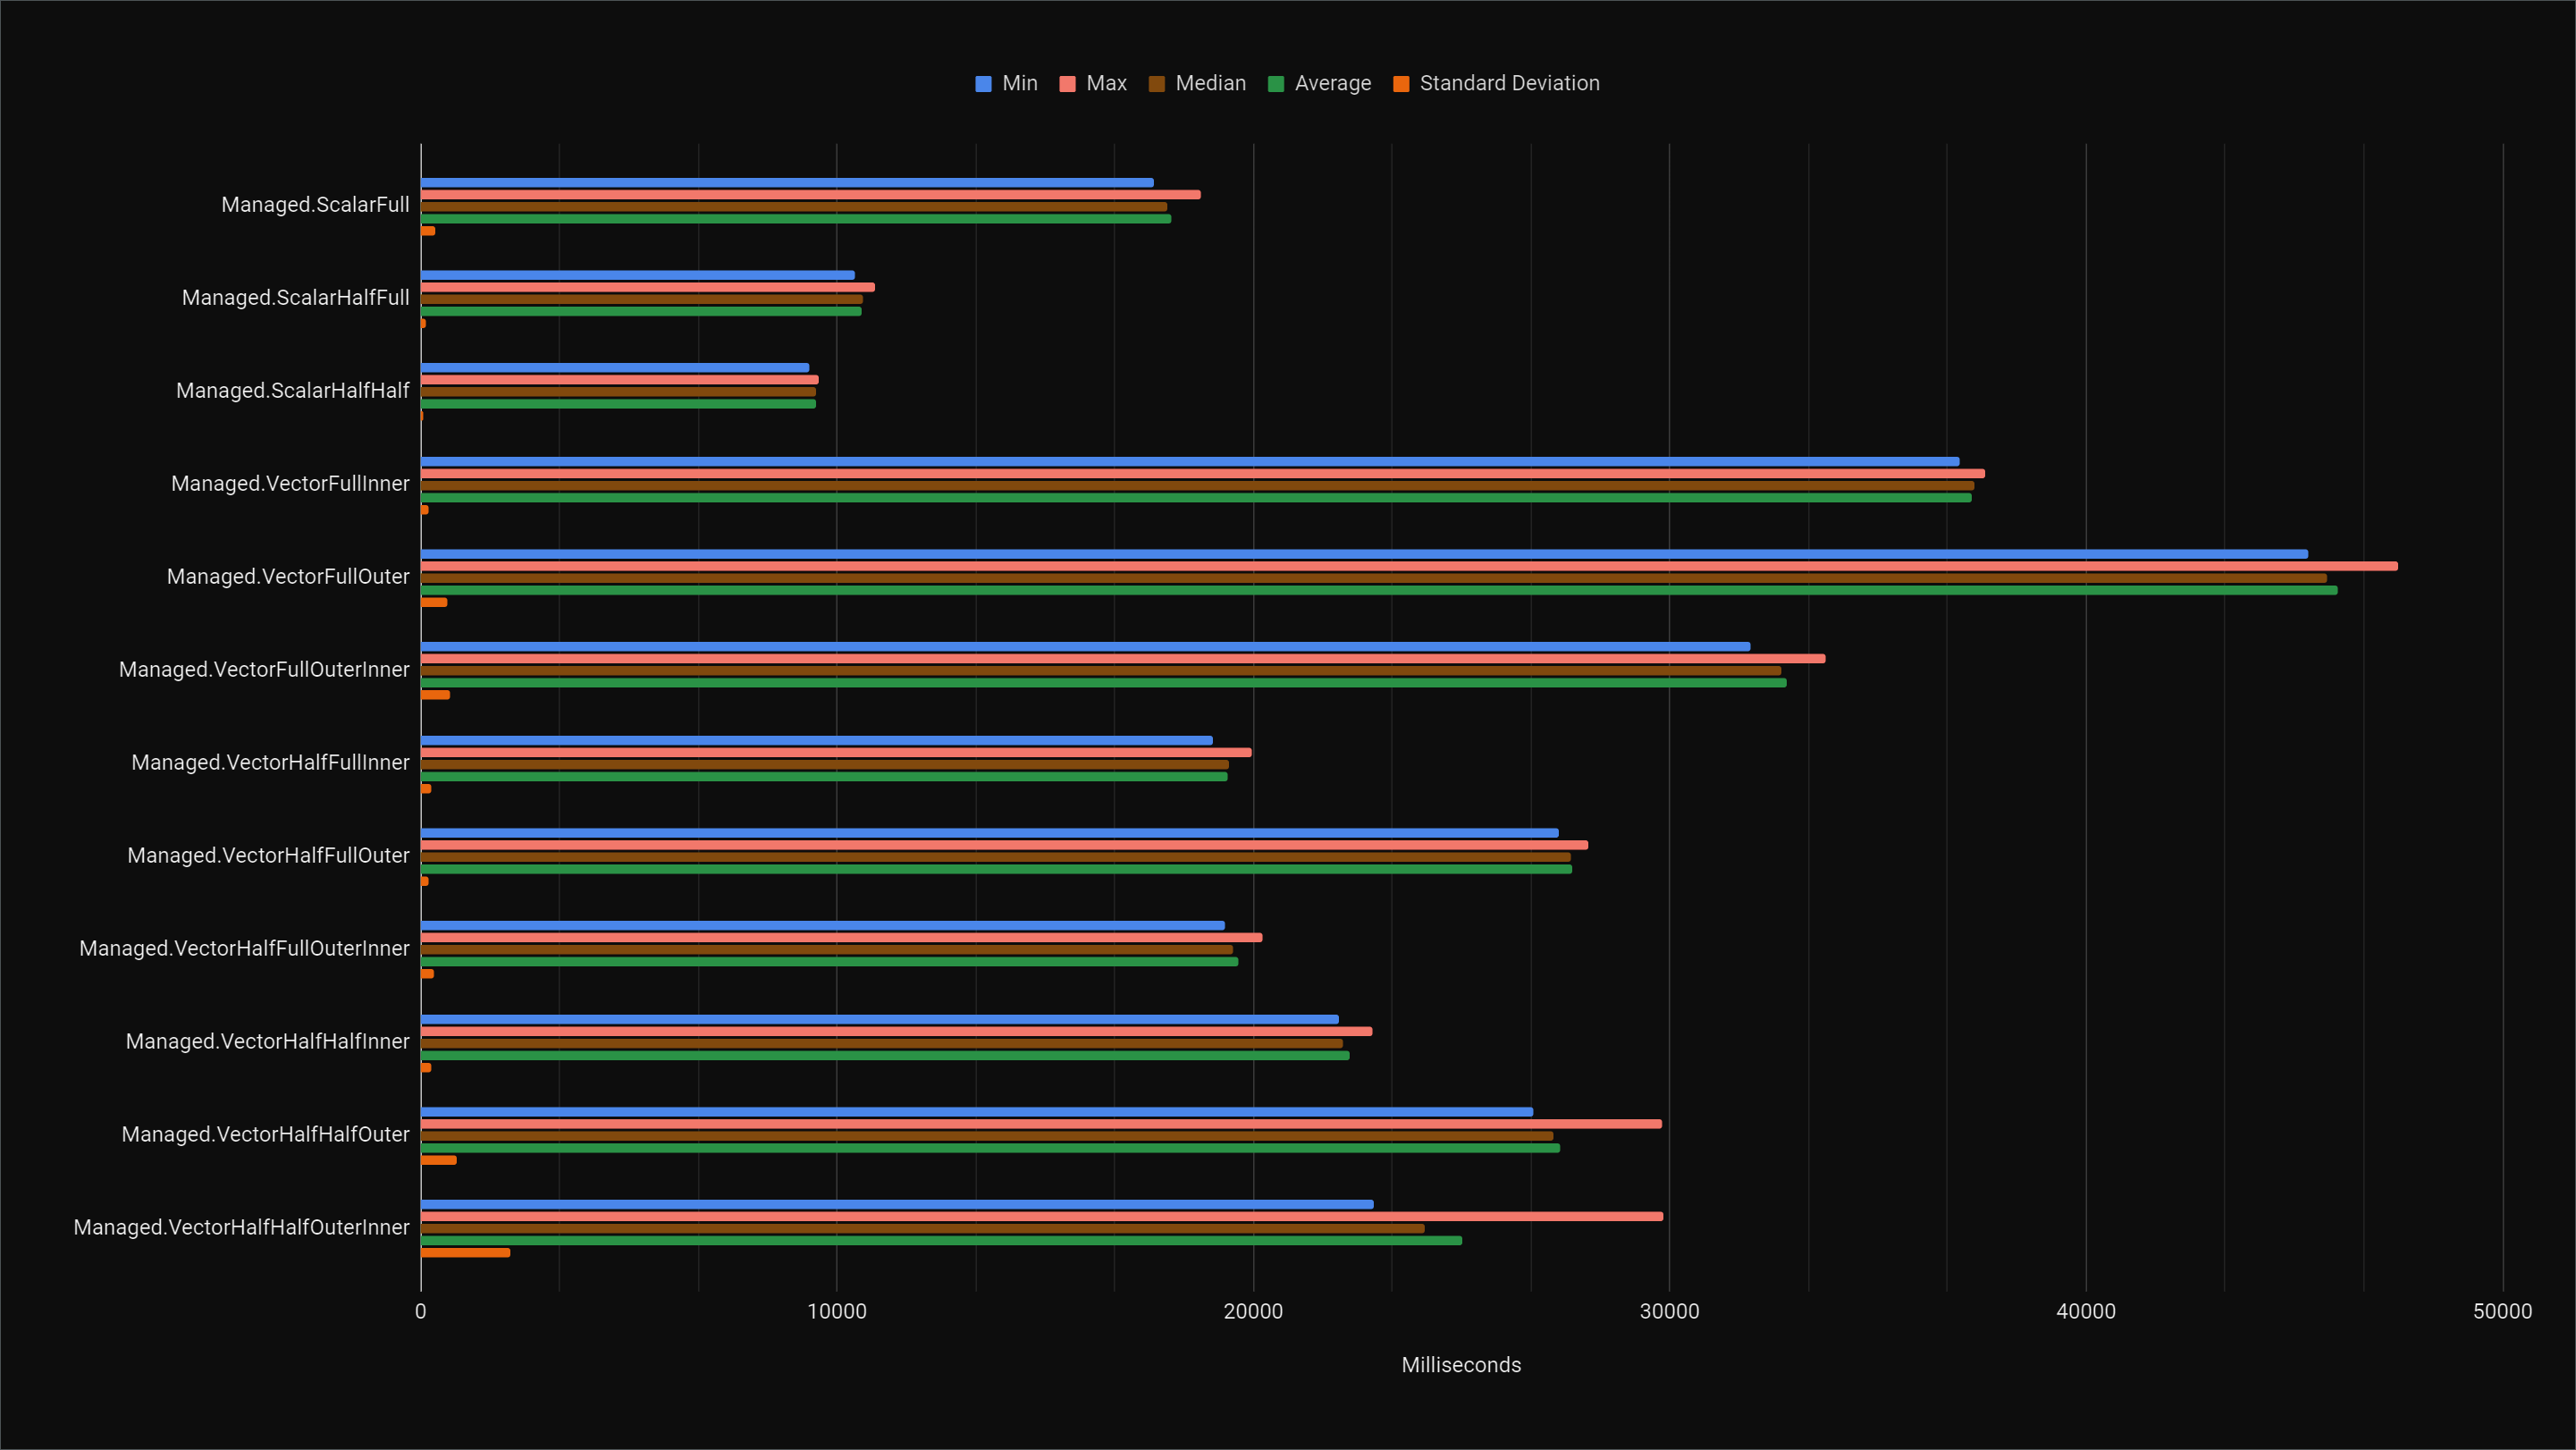 Min Max Median Average Standard Deviation
Managed.ScalarFull
Managed.ScalarHalfFull
Managed.ScalarHalfHalf
Managed.VectorFullInner
Managed.VectorFullOuter
Managed.VectorFullOuterInner
Managed.VectorHalfFullInner
Managed.VectorHalfFullOuter
Managed.VectorHalfFullOuterInner
Managed.VectorHalfHalfInner
Managed.VectorHalfHalfOuter
Managed.VectorHalfHalfOuterInner
0 10000 20000 30000 40000 50000
Milliseconds